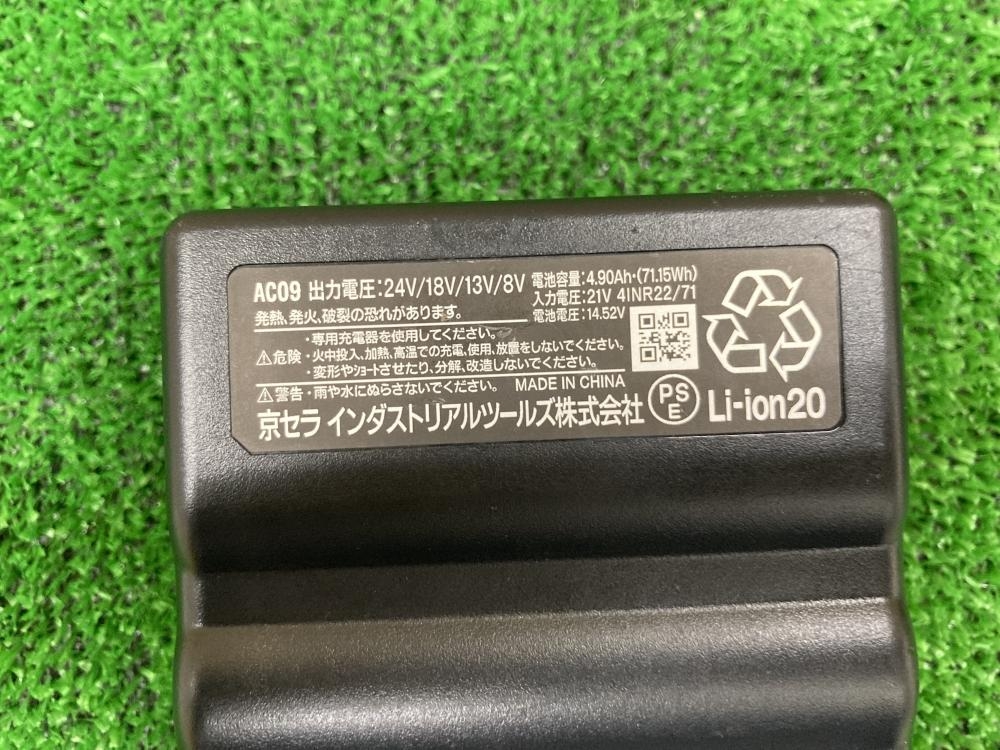 AC09 出力電圧:24V/18V/13V/8V
発熱、発火、破裂の恐れがあります。
電池容量:4.90Ah・(71.15Wh)
入力電圧:21V 4INR22/71
電池電圧:14.52V
⚠危険
・専用充電器を使用してください。
・火中投入、加熱、高温での充電、使用、放置をしないでください。
・変形やショートさせたり、分解、改造しないでください。
⚠警告・雨や水にぬらさないでください。 MADE IN CHINA
京セラ インダストリアルツールズ株式会社
PS
E
Li-ion20